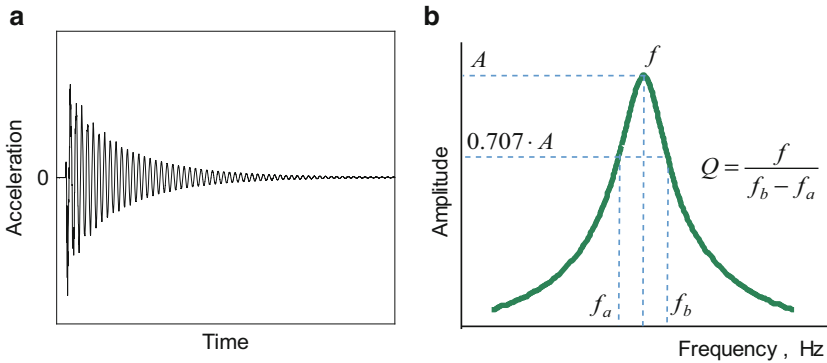 a
Acceleration
0
Time
b
Amplitude
A
0.707 · A
f
Q = f / (f_b − f_a)
f_a
f_b
Frequency , Hz